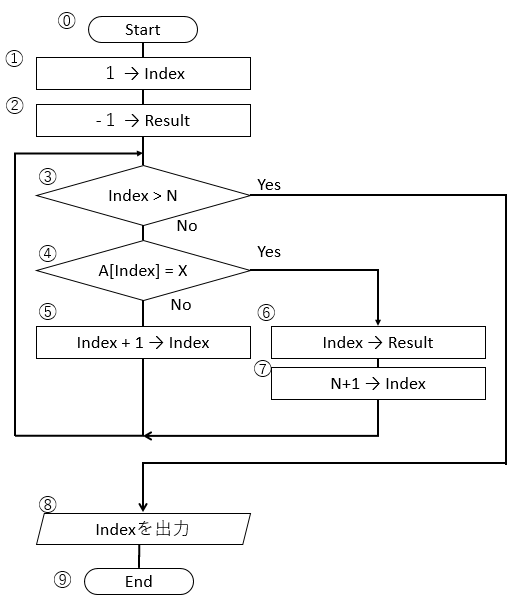 ⓪
Start
①
1 → Index
②
-1 → Result
③
Index > N
Yes
No
④
A[Index] = X
Yes
No
⑤
Index + 1 → Index
⑥
Index → Result
⑦
N+1 → Index
⑧
Indexを出力
⑨
End